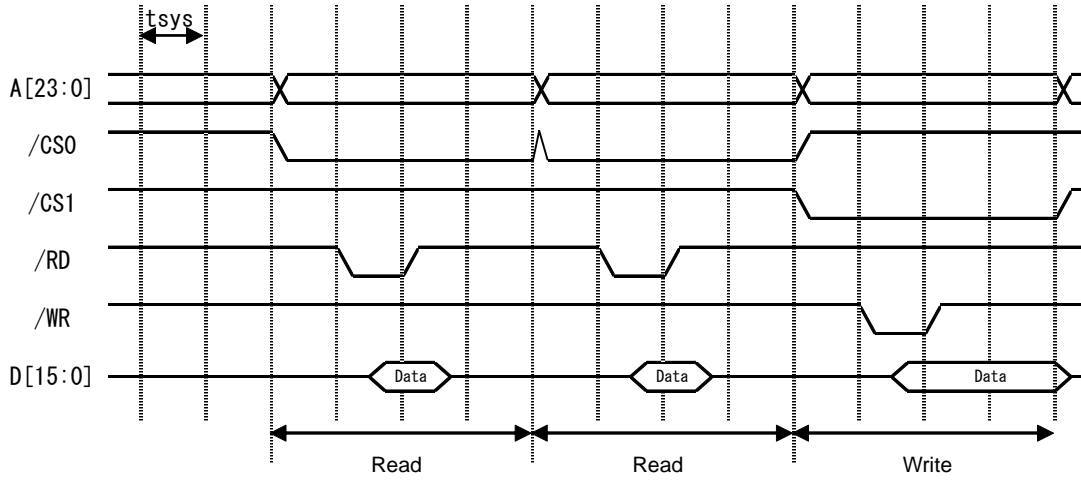 tsys
A[23:0]
/CS0
/CS1
/RD
/WR
D[15:0]
Data
Data
Data
Read
Read
Write